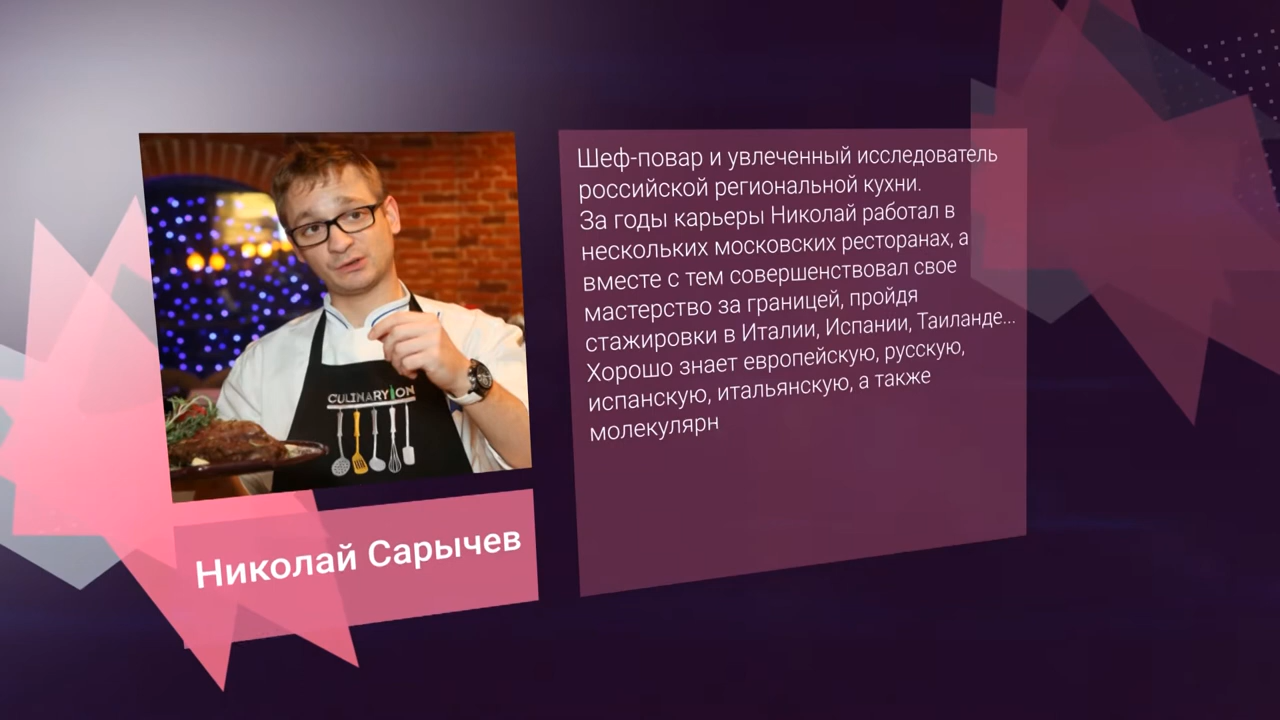 CULINARYON
Николай Сарычев
Шеф-повар и увлеченный исследователь
российской региональной кухни.
За годы карьеры Николай работал в
нескольких московских ресторанах, а
вместе с тем совершенствовал свое
мастерство за границей, пройдя
стажировки в Италии, Испании, Таиланде...
Хорошо знает европейскую, русскую,
испанскую, итальянскую, а также
молекулярн